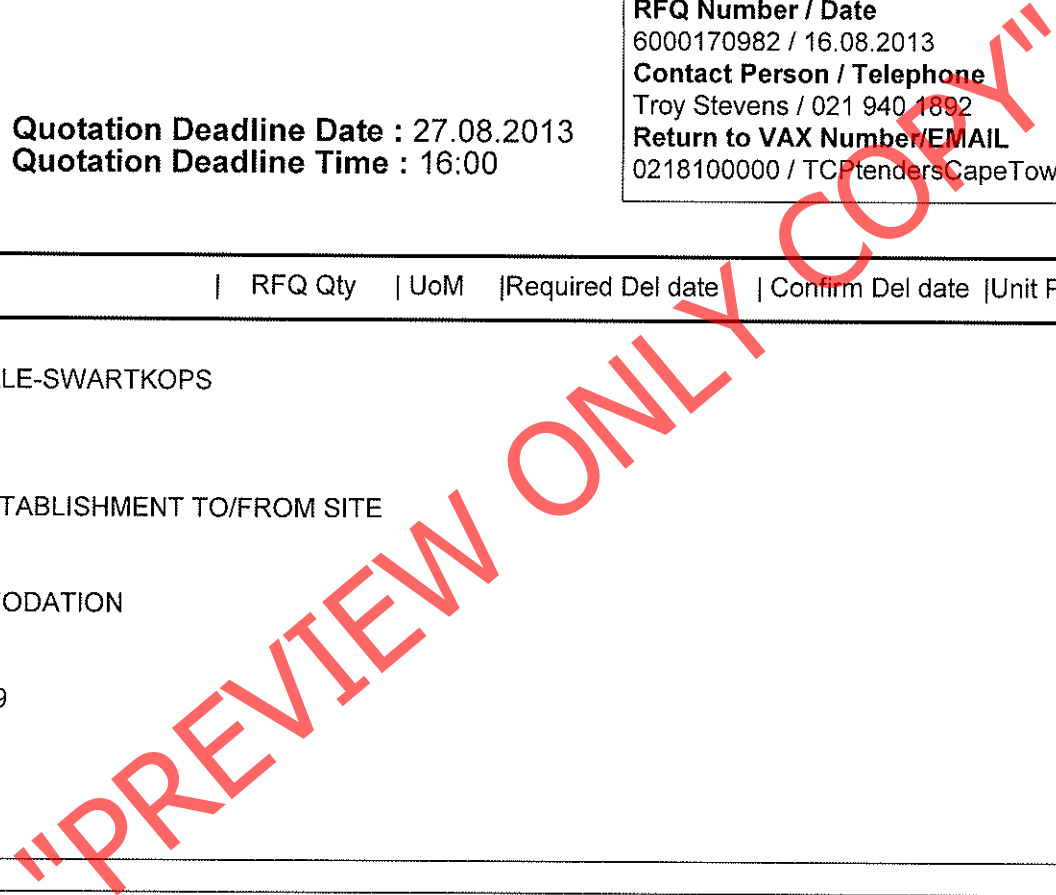 RFQ Number / Date
6000170982 / 16.08.2013
Contact Person / Telephone
Troy Stevens / 021 940 1892
Return to VAX Number/EMAIL
0218100000 / TCPtendersCapeTow
Quotation Deadline Date : 27.08.2013
Quotation Deadline Time : 16:00
| RFQ Qty | UoM |Required Del date | Confirm Del date |Unit P
LE-SWARTKOPS
TABLISHMENT TO/FROM SITE
ODATION
9
"PREVIEW ONLY COPY"